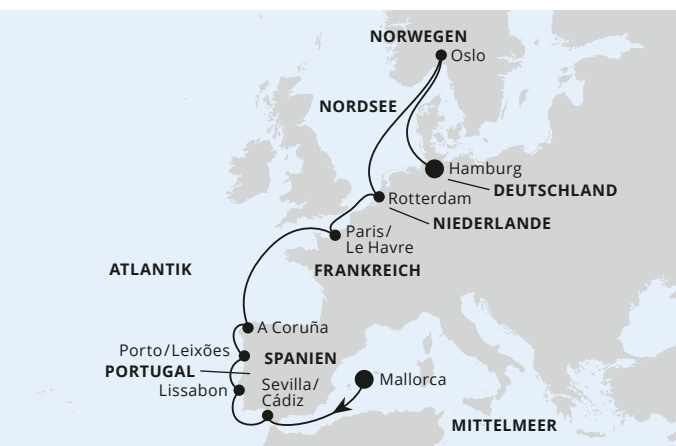 NORWEGEN
Oslo
NORDSEE
Hamburg
DEUTSCHLAND
Rotterdam
NIEDERLANDE
Paris/
Le Havre
ATLANTIK
FRANKREICH
A Coruña
Porto/Leixões
SPANIEN
PORTUGAL
Mallorca
Sevilla/
Cádiz
Lissabon
MITTELMEER